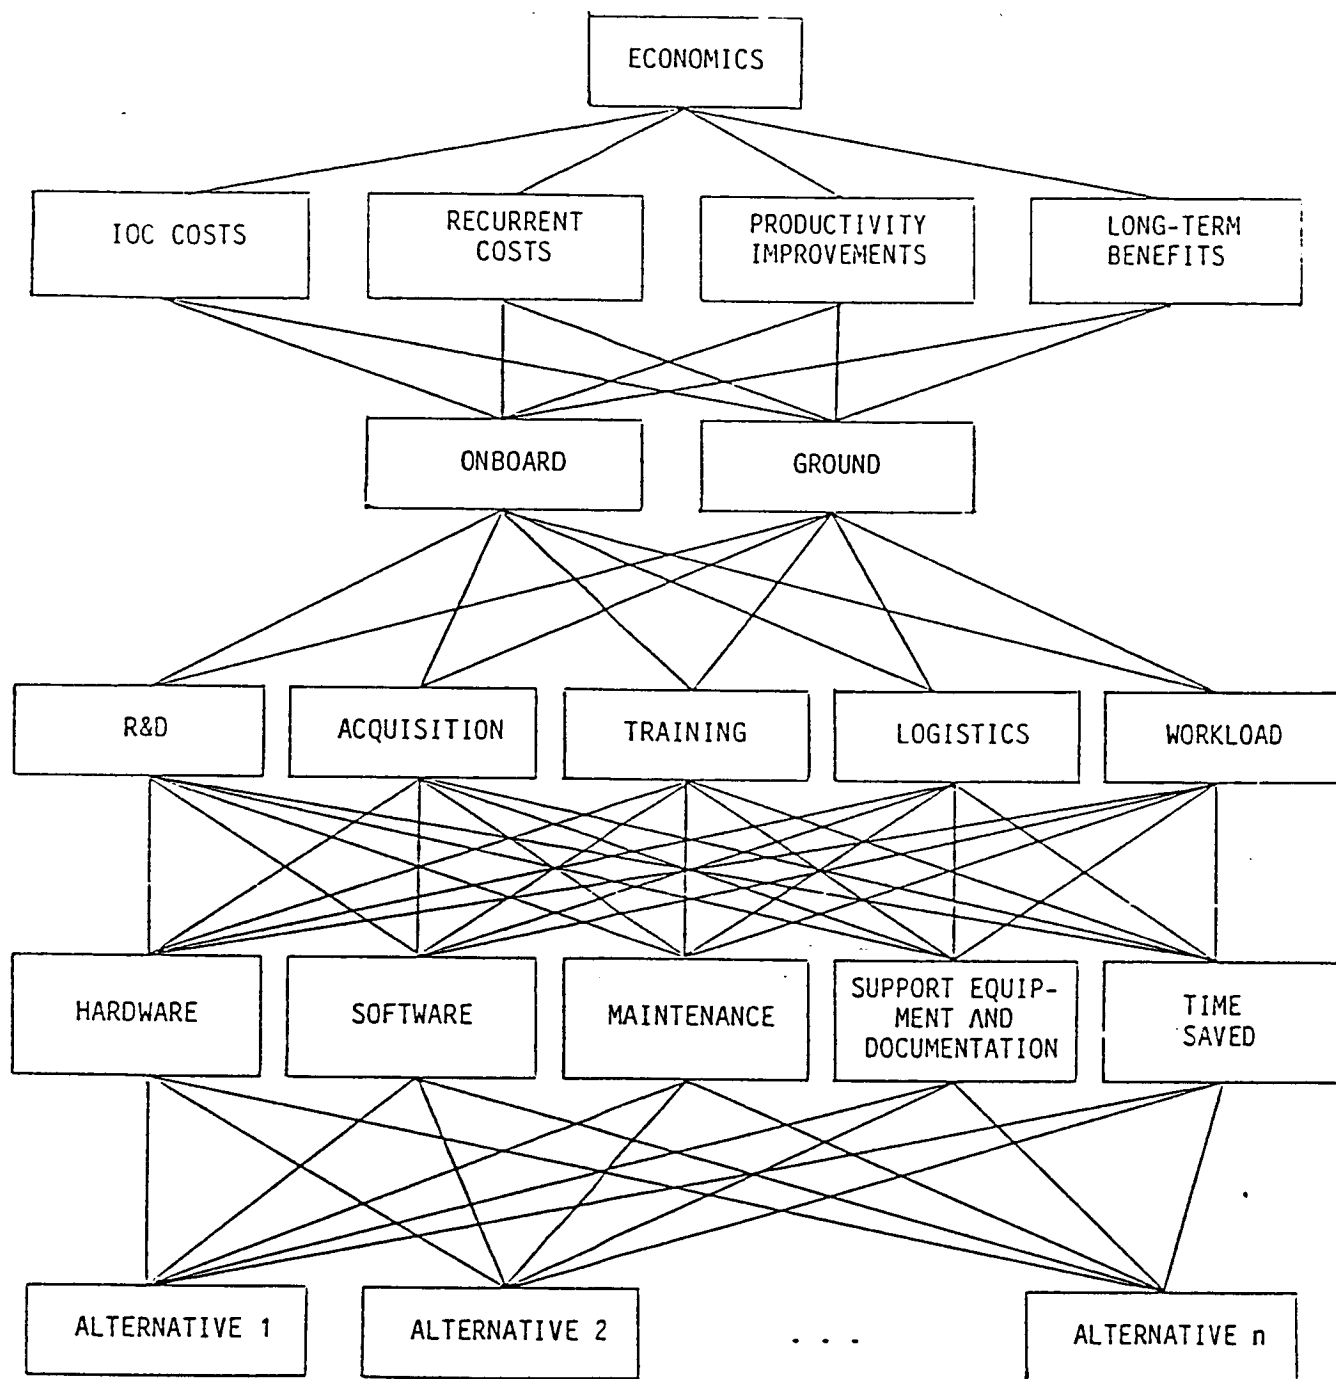 ECONOMICS
IOC COSTS
RECURRENT
COSTS
PRODUCTIVITY
IMPROVEMENTS
LONG-TERM
BENEFITS
ONBOARD
GROUND
R&D
ACQUISITION
TRAINING
LOGISTICS
WORKLOAD
HARDWARE
SOFTWARE
MAINTENANCE
SUPPORT EQUIP-
MENT AND
DOCUMENTATION
TIME
SAVED
ALTERNATIVE 1
ALTERNATIVE 2
. . .
ALTERNATIVE n